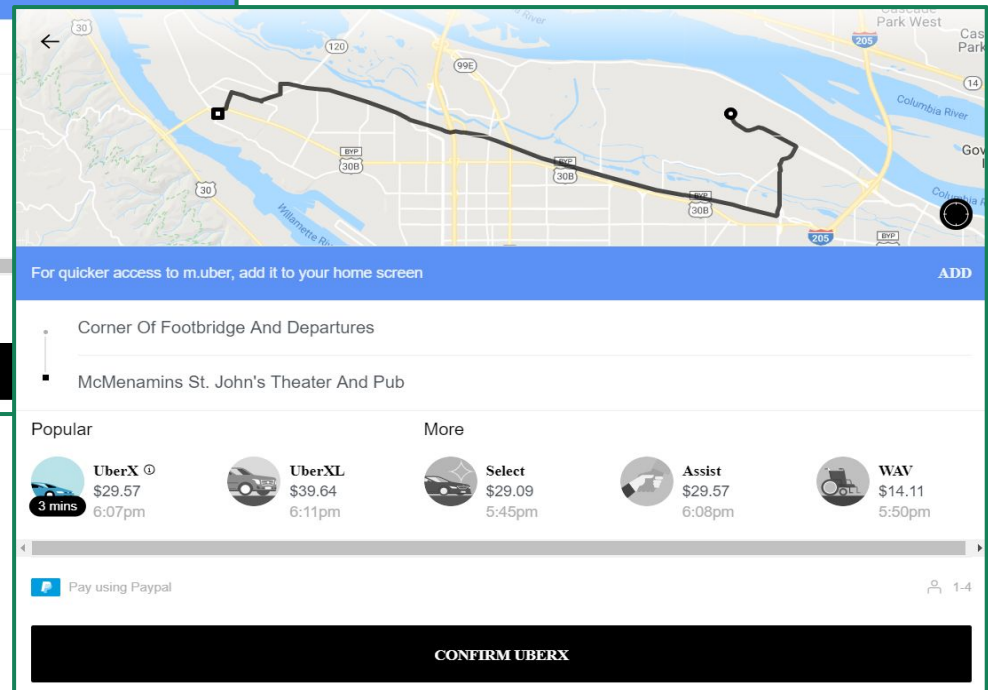 Cascade
Park West
30
120
99E
205
Cas
Park
14
Columbia River
BYP
30B
BYP
30B
Gov
30
BYP
30B
Columbia R
Willamette Ri
205
BYP
For quicker access to m.uber, add it to your home screen ADD
Corner Of Footbridge And Departures
McMenamins St. John's Theater And Pub
Popular More
UberX UberXL Select Assist WAV
$29.57 $39.64 $29.09 $29.57 $14.11
3 mins 6:07pm 6:11pm 5:45pm 6:08pm 5:50pm
Pay using Paypal 1-4
CONFIRM UBERX